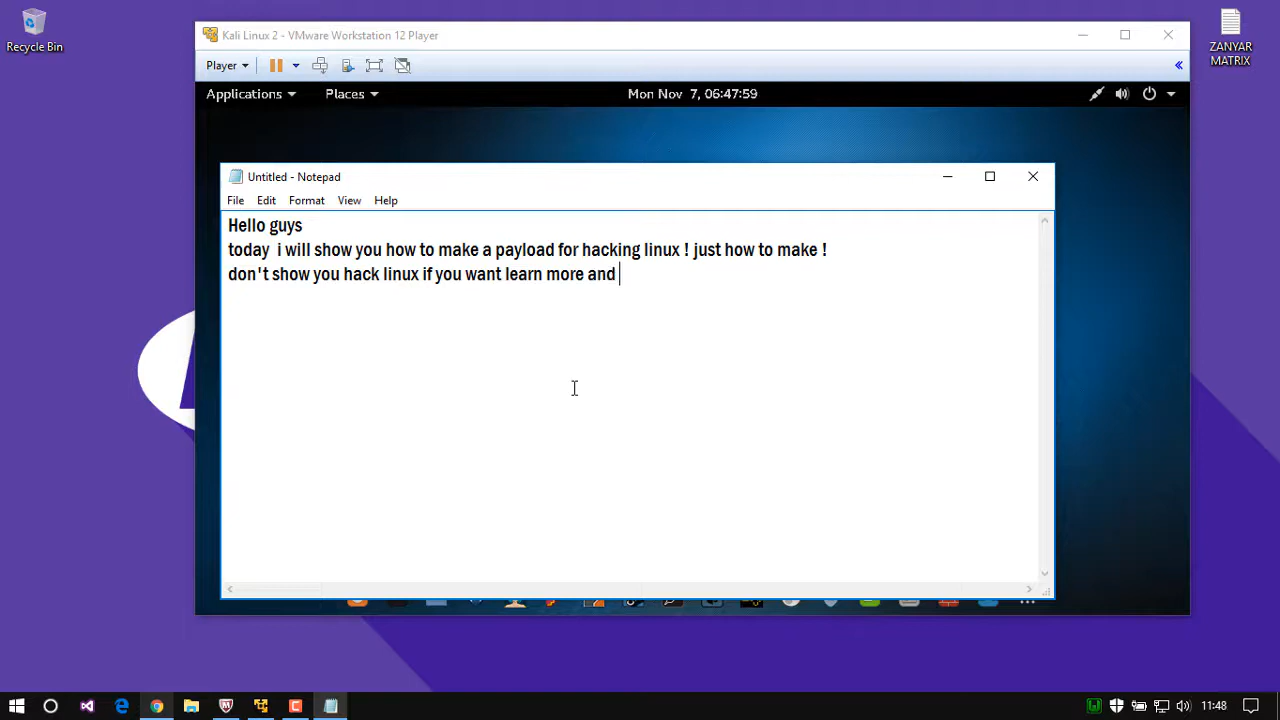 Recycle Bin
Kali Linux 2 - VMware Workstation 12 Player
ZANYAR
MATRIX
Player
«
Applications Places Mon Nov 7, 06:47:59
Untitled - Notepad
File Edit Format View Help
Hello guys
today i will show you how to make a payload for hacking linux ! just how to make !
don't show you hack linux if you want learn more and
11:48